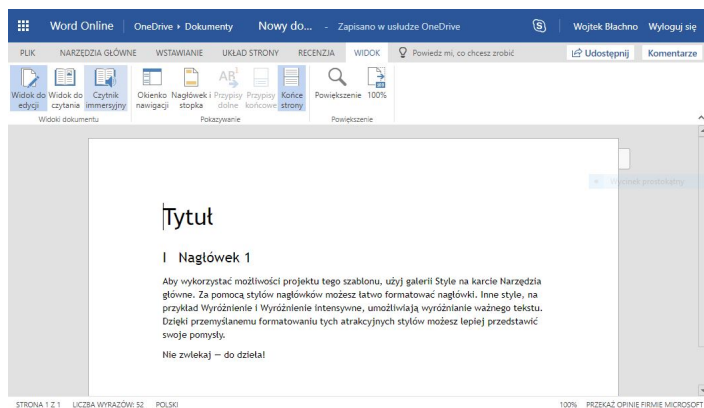 Word Online OneDrive ▸ Dokumenty Nowy do... - Zapisano w usłudze OneDrive Wojtek Błachno Wyloguj się
PLIK NARZĘDZIA GŁÓWNE WSTAWIANIE UKŁAD STRONY RECENZJA WIDOK Powiedz mi, co chcesz zrobić Udostępnij Komentarze
Widok do Widok do Czytnik Okienko Nagłówek i Przypisy Przypisy Końce Powiększenie 100%
edycji czytania immersyjny nawigacji stopka dolne końcowe strony
Widoki dokumentu Pokazywanie Powiększenie
Wycinek prostokątny
Tytuł
I Nagłówek 1
Aby wykorzystać możliwości projektu tego szablonu, użyj galerii Style na karcie Narzędzia
główne. Za pomocą stylów nagłówków możesz łatwo formatować nagłówki. Inne style, na
przykład Wyróżnienie i Wyróżnienie intensywne, umożliwiają wyróżnianie ważnego tekstu.
Dzięki przemyślanemu formatowaniu tych atrakcyjnych stylów możesz lepiej przedstawić
swoje pomysły.
Nie zwlekaj — do dzieła!
STRONA 1 Z 1 LICZBA WYRAZÓW: 52 POLSKI 100% PRZEKAŻ OPINIE FIRMIE MICROSOFT